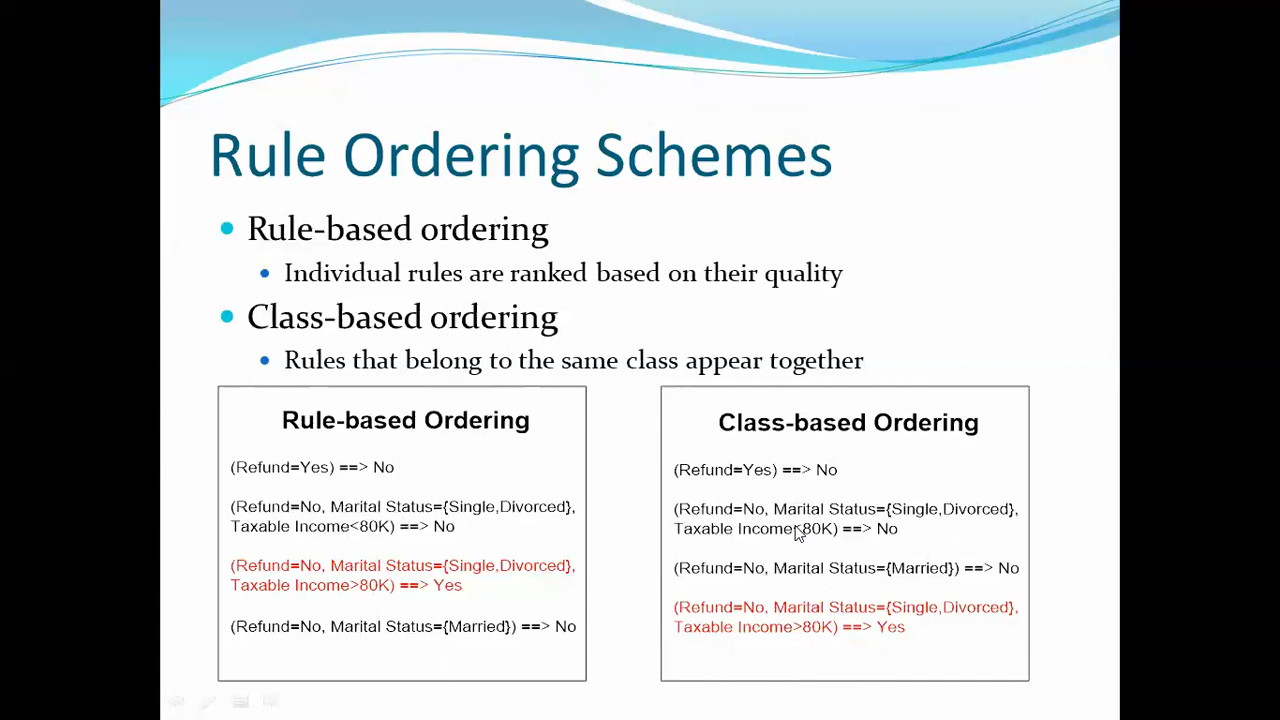 Rule Ordering Schemes
Rule-based ordering
Individual rules are ranked based on their quality
Class-based ordering
Rules that belong to the same class appear together
Rule-based Ordering
(Refund=Yes) ==> No
(Refund=No, Marital Status={Single,Divorced},
Taxable Income<80K) ==> No
(Refund=No, Marital Status={Single,Divorced},
Taxable Income>80K) ==> Yes
(Refund=No, Marital Status={Married}) ==> No
Class-based Ordering
(Refund=Yes) ==> No
(Refund=No, Marital Status={Single,Divorced},
Taxable Income<80K) ==> No
(Refund=No, Marital Status={Married}) ==> No
(Refund=No, Marital Status={Single,Divorced},
Taxable Income>80K) ==> Yes